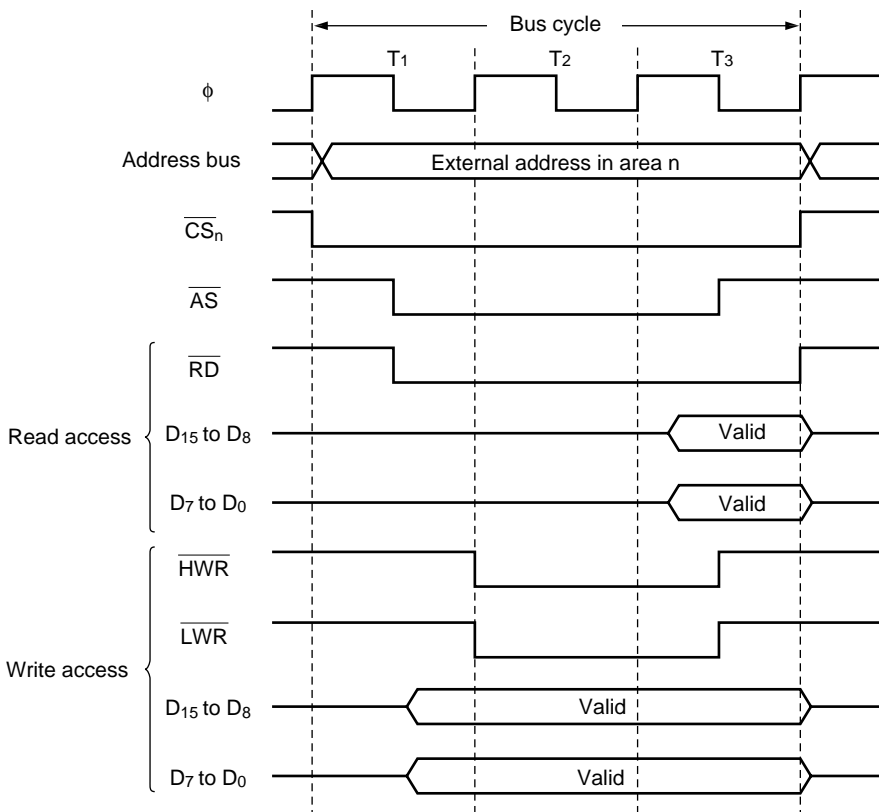 Bus cycle
T1 T2 T3
ϕ
Address bus External address in area n
CSn
AS
RD
Read access
D15 to D8 Valid
D7 to D0 Valid
HWR
LWR
Write access
D15 to D8 Valid
D7 to D0 Valid